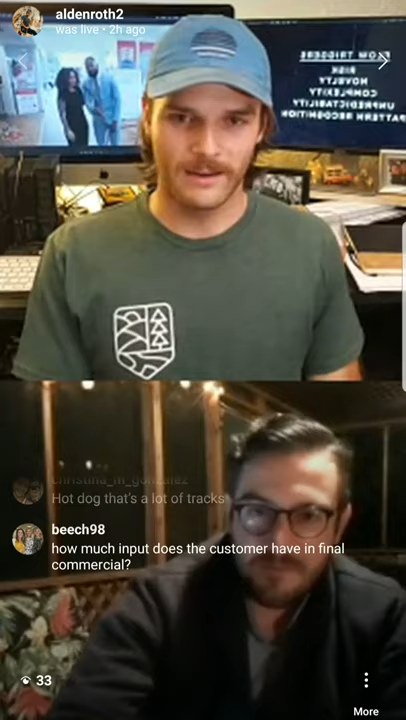 aldenroth2
was live • 2h ago
FLOW TRIGGERS
RISK
NOVELTY
COMPLEXITY
UNPREDICTABILITY
PATTERN RECOGNITION
christina_m_gonzalez
Hot dog that's a lot of tracks
beech98
how much input does the customer have in final
commercial?
33
More